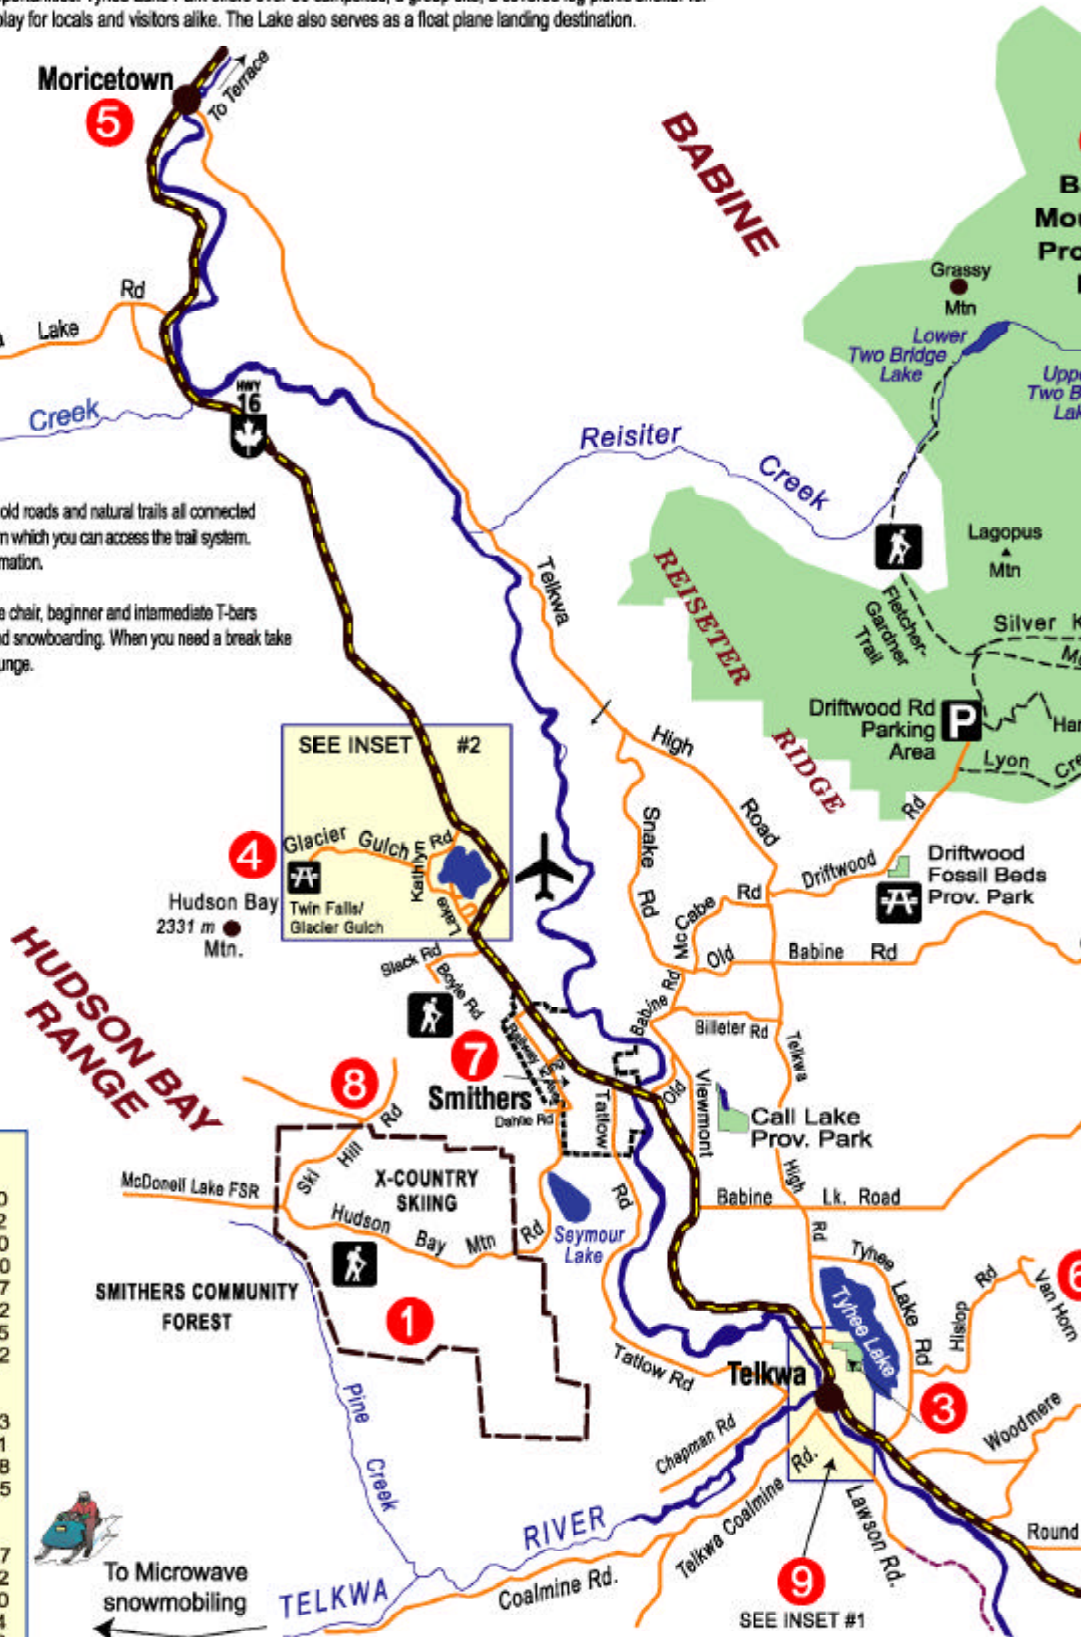 play for locals and visitors alike. The Lake also serves as a float plane landing destination.
Moricetown
To Terrace
5
BABINE
Grassy
Mtn
Lower
Two Bridge
Lake
Rd
Lake
HWY
16
Creek
Reisiter
Creek
old roads and natural trails all connected
which you can access the trail system.
Lagopus
Mtn
chair, beginner and intermediate T-bars
snowboarding. When you need a break take
Telkwa
REISETER
RIDGE
Fletcher-
Gardner
Trail
Silver
Driftwood Rd
Parking
Area
P
Lyon
SEE INSET #2
High
Road
Snake
Rd
Rd
Driftwood
Driftwood
Fossil Beds
Prov. Park
4
Glacier Gulch Rd
Kathlyn
Lake
Twin Falls/
Glacier Gulch
Hudson Bay
2331 m
Mtn.
McCabe Rd
Old Babine Rd
Slack Rd
Boyle Rd
HUDSON BAY
RANGE
Babine Rd
Old
Billeter Rd
Telkwa
High
Rd
7
Railway
King
Ave
Smithers
Dahlie Rd
Tatlow
Rd
Viewmont
Call Lake
Prov. Park
8
Ski Hill Rd
X-COUNTRY
SKIING
McDonell Lake FSR
Hudson Bay Mtn Rd
Seymour
Lake
Babine Lk. Road
SMITHERS COMMUNITY
FOREST
1
Tyhee Lake Rd
Tyhee Lake
Hislop Rd
Van Horn
6
Tatlow Rd
Telkwa
3
Pine
Creek
Chapman Rd
Woodmere
Telkwa Coalmine Rd.
Lawson Rd.
Round
TELKWA RIVER
Coalmine Rd.
To Microwave
snowmobiling
9
SEE INSET #1